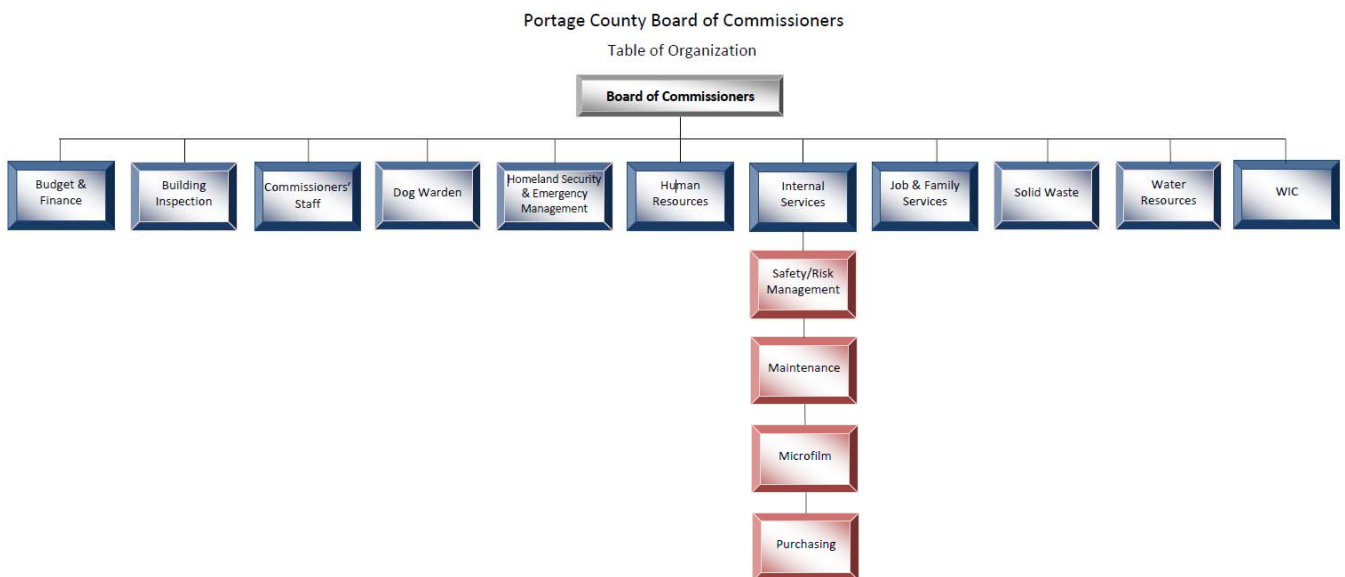 Portage County Board of Commissioners
Table of Organization
Board of Commissioners
Budget &
Finance
Building
Inspection
Commissioners'
Staff
Dog Warden
Homeland Security
& Emergency
Management
Human
Resources
Internal
Services
Job & Family
Services
Solid Waste
Water
Resources
WIC
Safety/Risk
Management
Maintenance
Microfilm
Purchasing